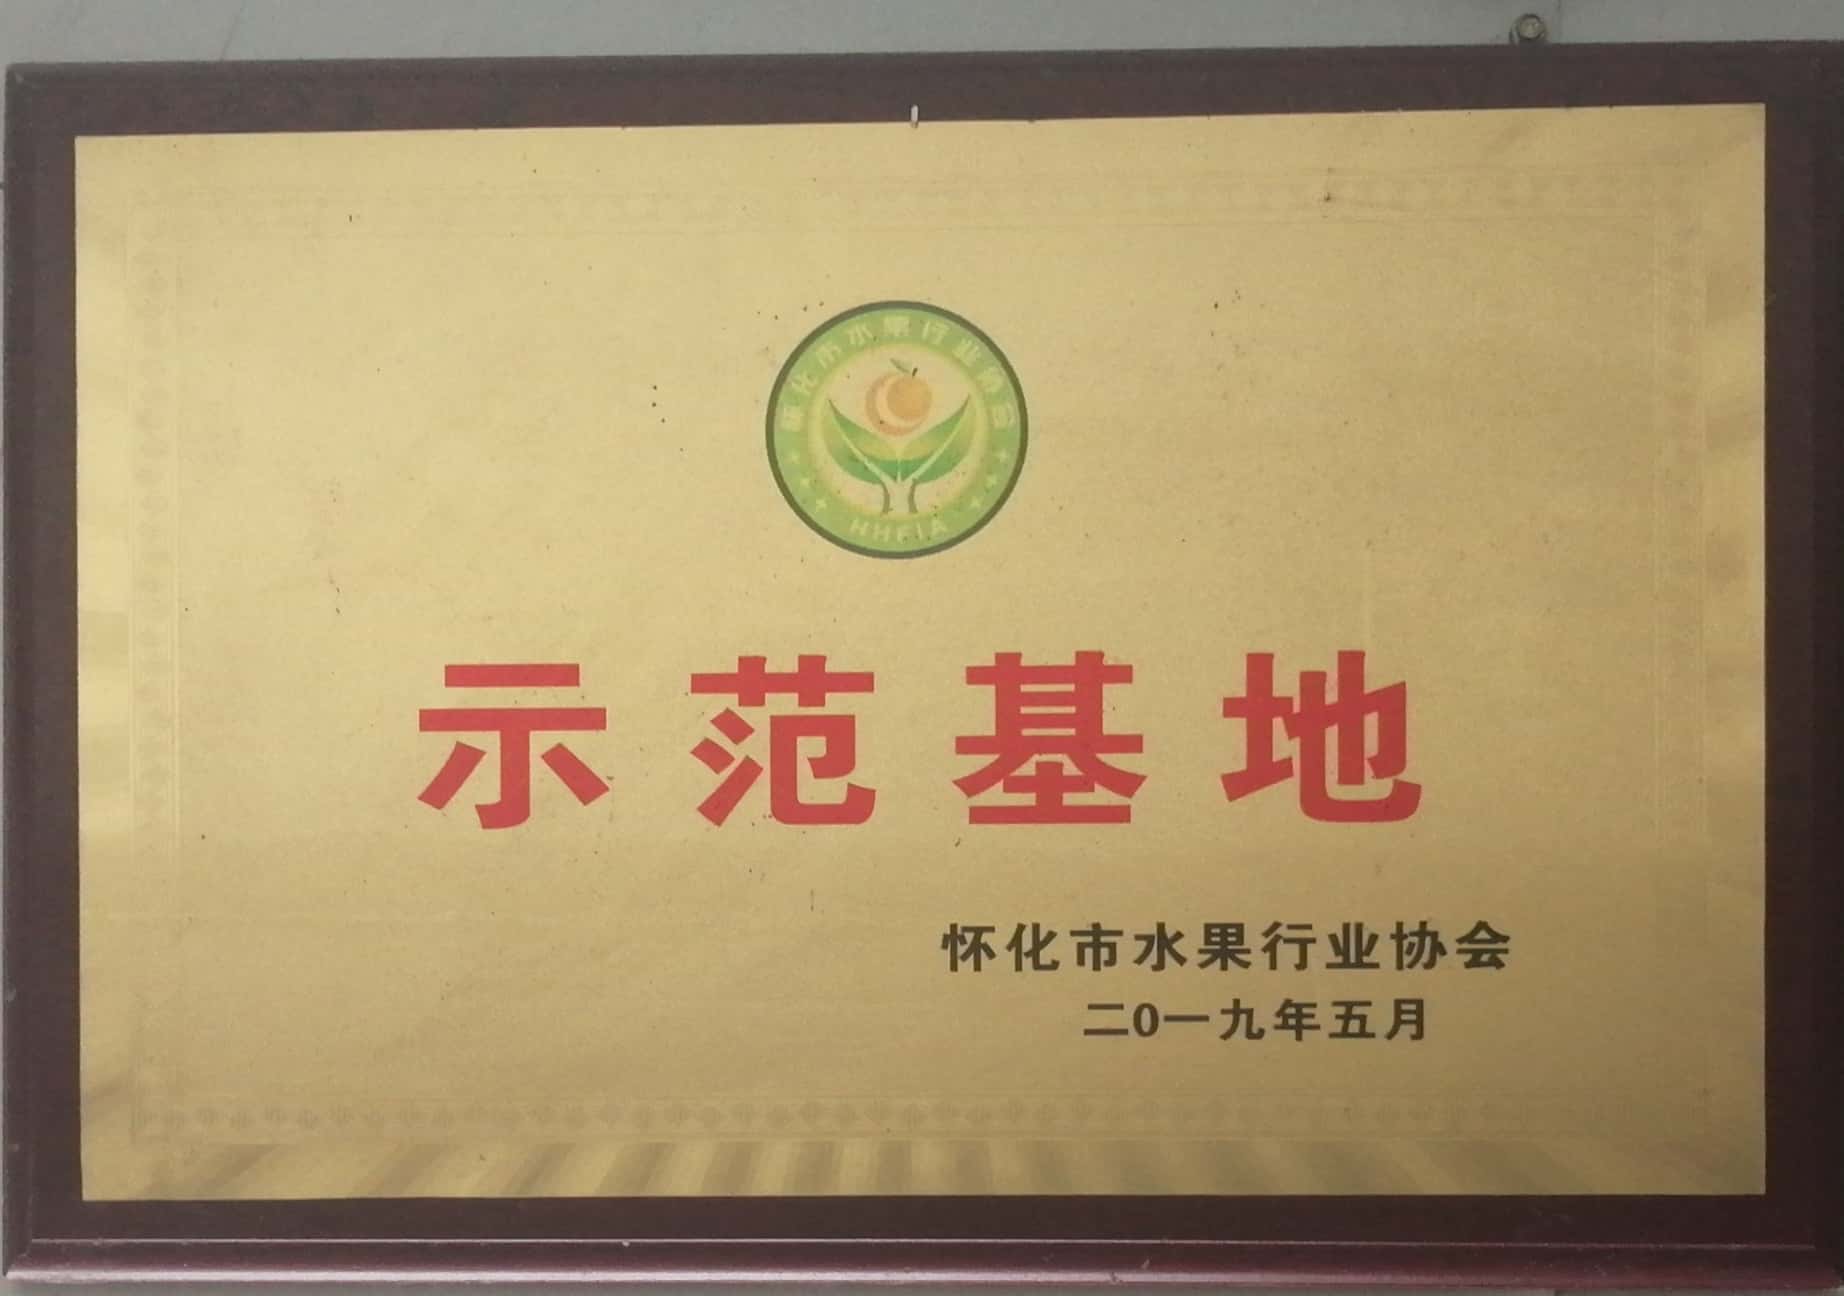 怀化市水果行业协会
HHFIA
示范基地
怀化市水果行业协会
二0一九年五月